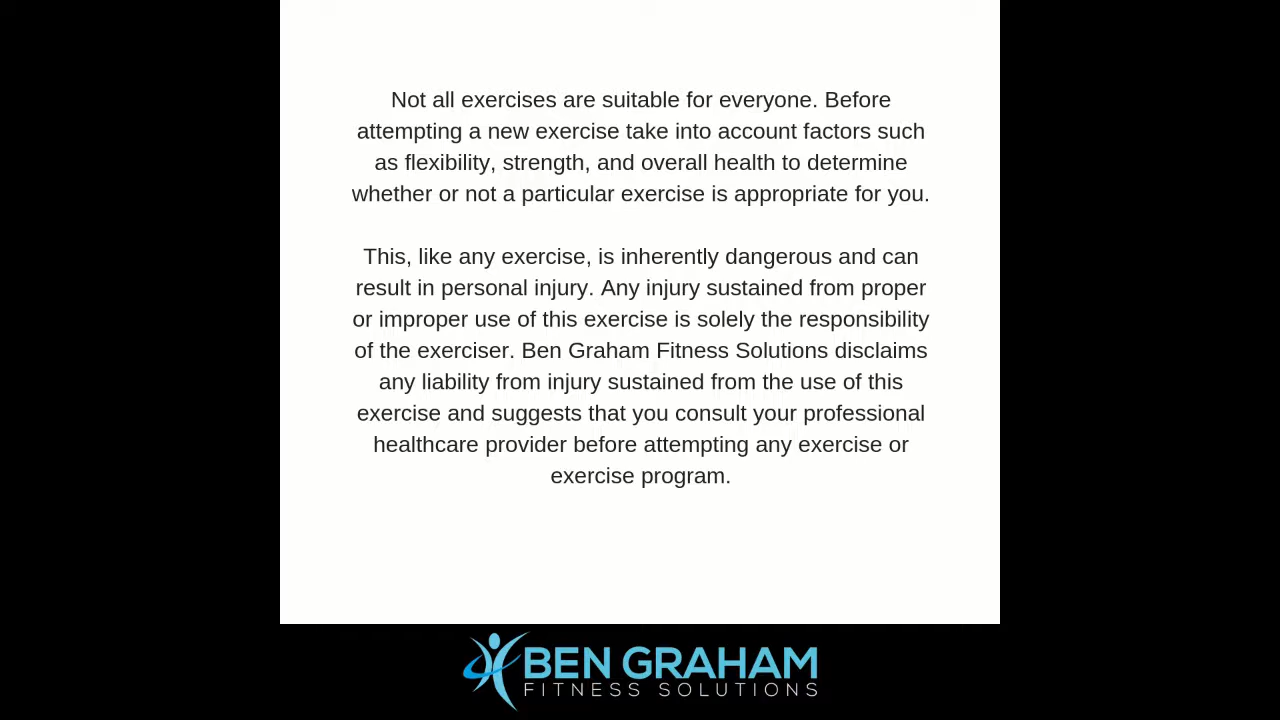 Not all exercises are suitable for everyone. Before
attempting a new exercise take into account factors such
as flexibility, strength, and overall health to determine
whether or not a particular exercise is appropriate for you.
This, like any exercise, is inherently dangerous and can
result in personal injury. Any injury sustained from proper
or improper use of this exercise is solely the responsibility
of the exerciser. Ben Graham Fitness Solutions disclaims
any liability from injury sustained from the use of this
exercise and suggests that you consult your professional
healthcare provider before attempting any exercise or
exercise program.
BEN GRAHAM
FITNESS SOLUTIONS